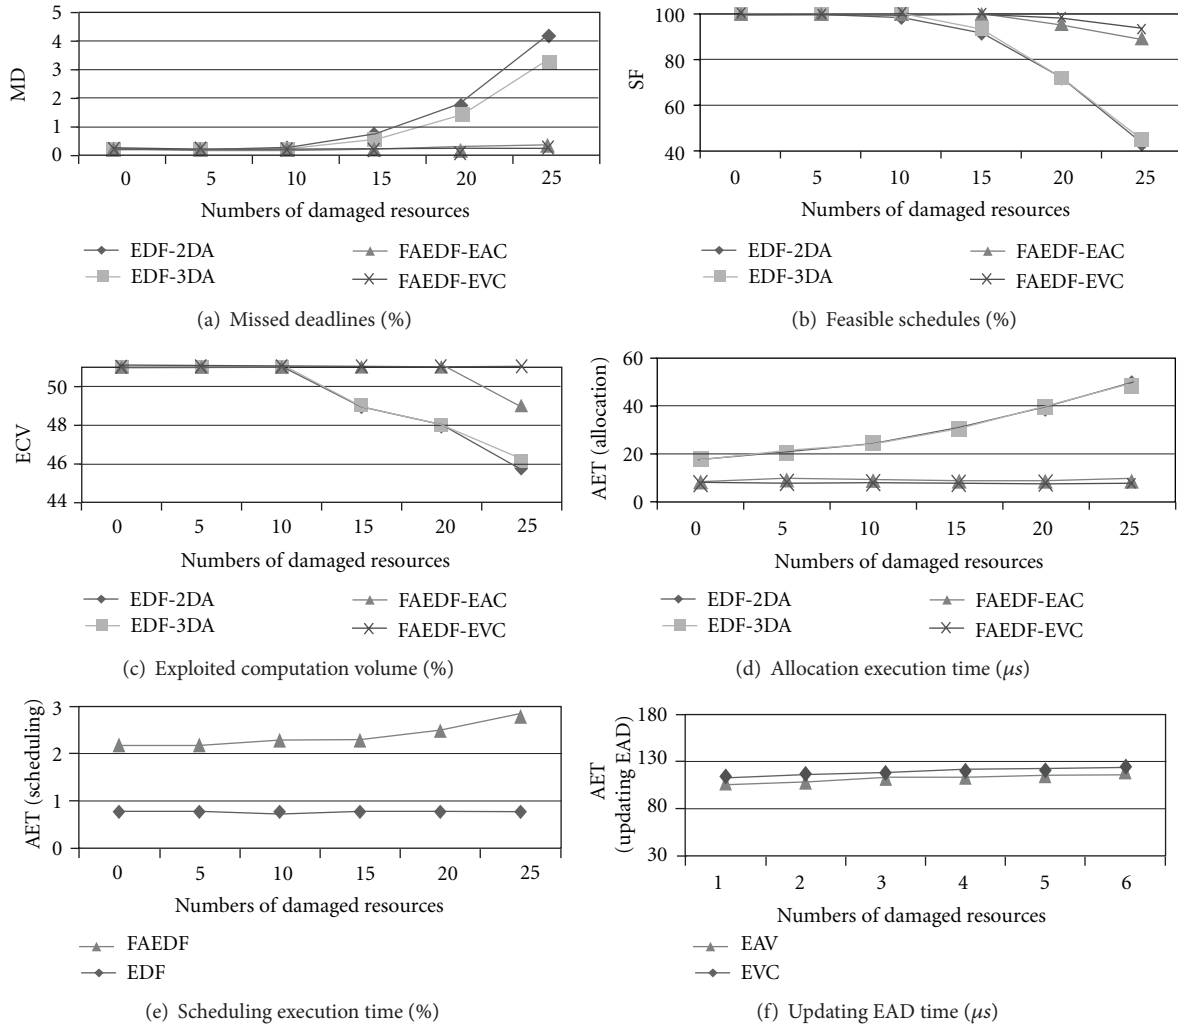 5
4
3
2
1
0
MD
0 5 10 15 20 25
Numbers of damaged resources
EDF-2DA
EDF-3DA
FAEDF-EAC
FAEDF-EVC
(a) Missed deadlines (%)
100
80
60
40
SF
0 5 10 15 20 25
Numbers of damaged resources
EDF-2DA
EDF-3DA
FAEDF-EAC
FAEDF-EVC
(b) Feasible schedules (%)
50
48
46
44
ECV
0 5 10 15 20 25
Numbers of damaged resources
EDF-2DA
EDF-3DA
FAEDF-EAC
FAEDF-EVC
(c) Exploited computation volume (%)
60
40
20
0
AET (allocation)
0 5 10 15 20 25
Numbers of damaged resources
EDF-2DA
EDF-3DA
FAEDF-EAC
FAEDF-EVC
(d) Allocation execution time (μs)
3
2
1
0
AET (scheduling)
0 5 10 15 20 25
Numbers of damaged resources
FAEDF
EDF
(e) Scheduling execution time (%)
180
130
80
30
AET
(updating EAD)
1 2 3 4 5 6
Numbers of damaged resources
EAV
EVC
(f) Updating EAD time (μs)